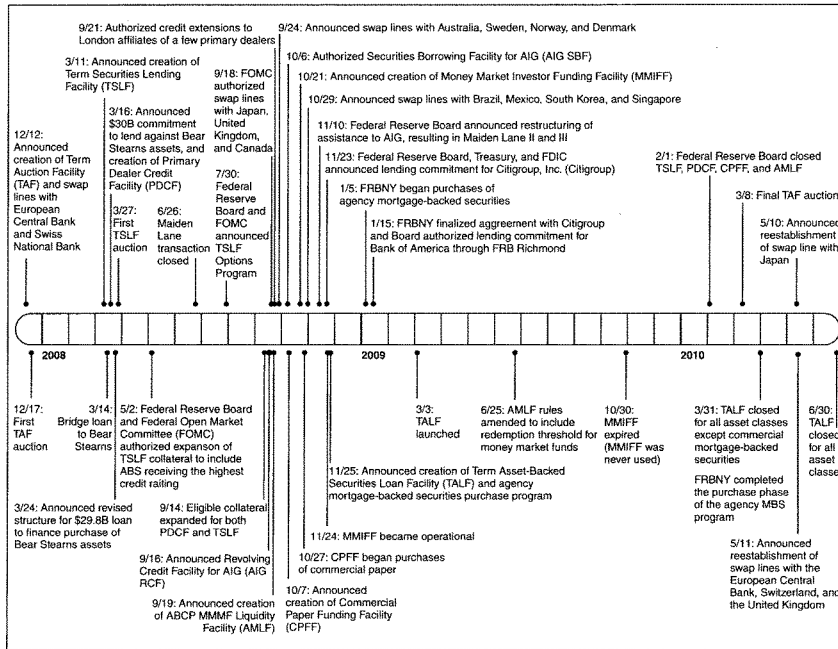 9/21: Authorized credit extensions to
London affiliates of a few primary dealers
9/24: Announced swap lines with Australia, Sweden, Norway, and Denmark
3/11: Announced creation of
Term Securities Lending
Facility (TSLF)
9/18: FOMC
authorized
swap lines
with Japan,
United
Kingdom,
and Canada
10/6: Authorized Securities Borrowing Facility for AIG (AIG SBF)
10/21: Announced creation of Money Market Investor Funding Facility (MMIFF)
10/29: Announced swap lines with Brazil, Mexico, South Korea, and Singapore
3/16: Announced
$30B commitment
to lend against Bear
Stearns assets, and
creation of Primary
Dealer Credit
Facility (PDCF)
11/10: Federal Reserve Board announced restructuring of
assistance to AIG, resulting in Maiden Lane II and III
12/12:
Announced
creation of Term
Auction Facility
(TAF) and swap
lines with
European
Central Bank
and Swiss
National Bank
11/23: Federal Reserve Board, Treasury, and FDIC
announced lending commitment for Citigroup, Inc. (Citigroup)
2/1: Federal Reserve Board closed
TSLF, PDCF, CPFF, and AMLF
7/30:
Federal
Reserve
Board and
FOMC
announced
TSLF
Options
Program
1/5: FRBNY began purchases of
agency mortgage-backed securities
3/8: Final TAF auction
3/27:
First
TSLF
auction
6/26:
Maiden
Lane
transaction
closed
1/15: FRBNY finalized aggreement with Citigroup
and Board authorized lending commitment for
Bank of America through FRB Richmond
5/10: Announced
reestablishment
of swap line with
Japan
2008
2009
2010
12/17:
First
TAF
auction
3/14:
Bridge loan
to Bear
Stearns
5/2: Federal Reserve Board
and Federal Open Market
Committee (FOMC)
authorized expanson of
TSLF collateral to include
ABS receiving the highest
credit raiting
3/3:
TALF
launched
6/25: AMLF rules
amended to include
redemption threshold for
money market funds
10/30:
MMIFF
expired
(MMIFF was
never used)
3/31: TALF closed
for all asset classes
except commercial
mortgage-backed
securities
FRBNY completed
the purchase phase
of the agency MBS
program
6/30:
TALF
closed
for all
asset
classe
11/25: Announced creation of Term Asset-Backed
Securities Loan Facility (TALF) and agency
mortgage-backed securities purchase program
3/24: Announced revised
structure for $29.8B loan
to finance purchase of
Bear Stearns assets
9/14: Eligible collateral
expanded for both
PDCF and TSLF
11/24: MMIFF became operational
5/11: Announced
reestablishment of
swap lines with the
European Central
Bank, Switzerland, and
the United Kingdom
9/16: Announced Revolving
Credit Facility for AIG (AIG
RCF)
10/27: CPFF began purchases
of commercial paper
9/19: Announced creation
of ABCP MMMF Liquidity
Facility (AMLF)
10/7: Announced
creation of Commercial
Paper Funding Facility
(CPFF)